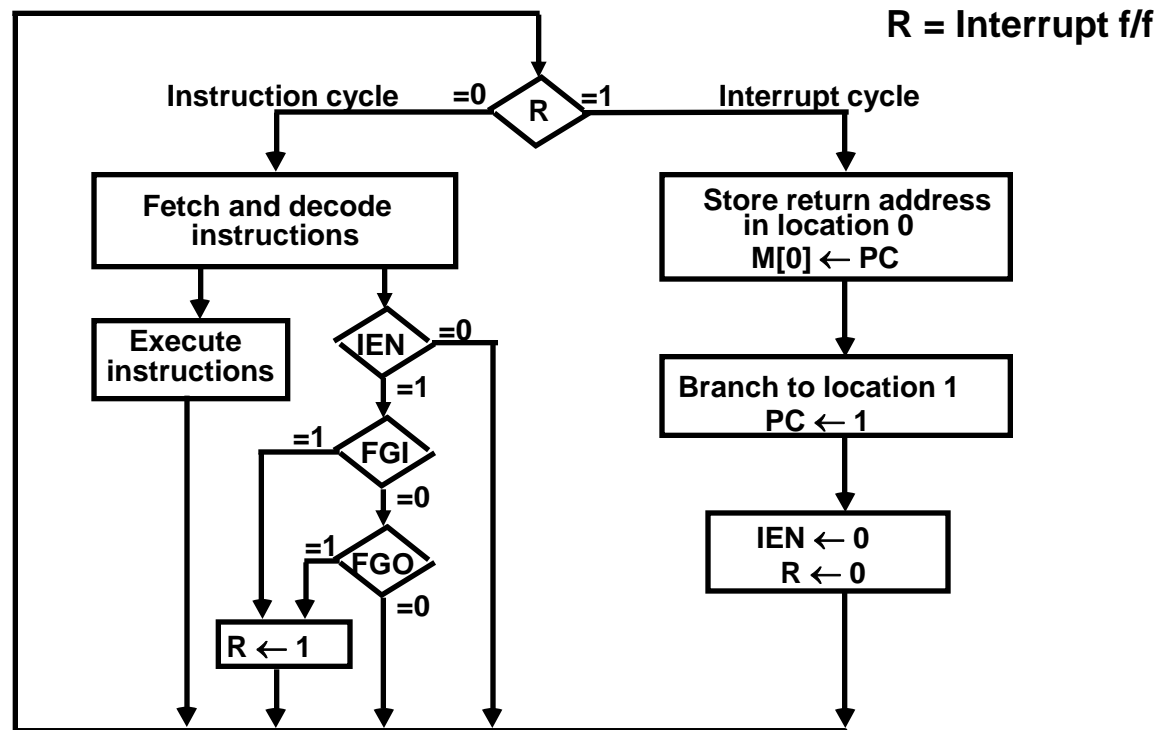 R = Interrupt f/f
R
=0
=1
Instruction cycle
Interrupt cycle
Fetch and decode
instructions
Store return address
in location 0
M[0] ← PC
Execute
instructions
IEN
=0
=1
Branch to location 1
PC ← 1
FGI
=1
=0
FGO
=1
=0
IEN ← 0
R ← 0
R ← 1